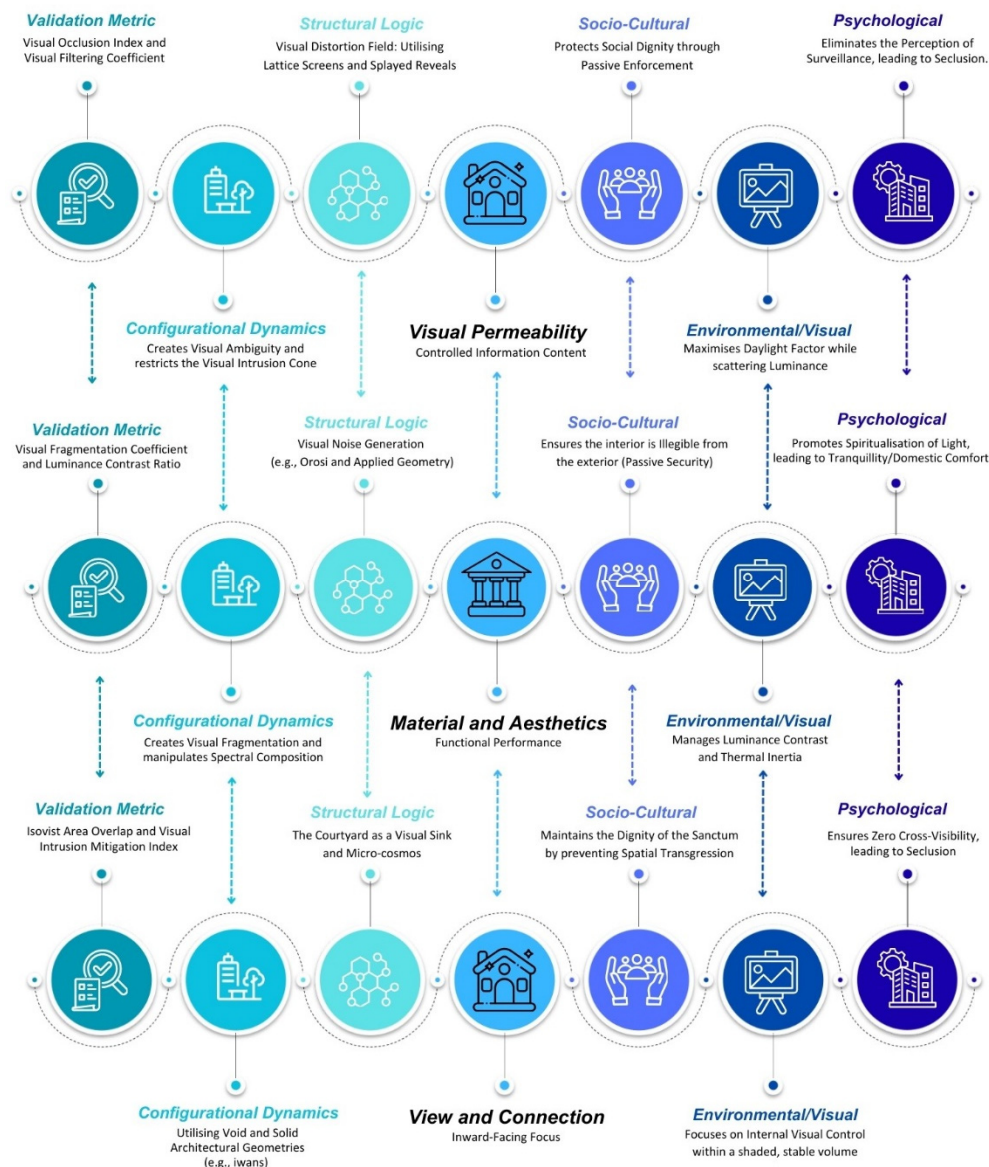 Validation Metric
Visual Occlusion Index and
Visual Filtering Coefficient
Structural Logic
Visual Distortion Field: Utilising
Lattice Screens and Splayed Reveals
Socio-Cultural
Protects Social Dignity through
Passive Enforcement
Psychological
Eliminates the Perception of
Surveillance, leading to Seclusion.
Configurational Dynamics
Creates Visual Ambiguity and
restricts the Visual Intrusion Cone
Visual Permeability
Controlled Information Content
Environmental/Visual
Maximises Daylight Factor while
scattering Luminance
Validation Metric
Visual Fragmentation Coefficient
and Luminance Contrast Ratio
Structural Logic
Visual Noise Generation
(e.g., Orosi and Applied Geometry)
Socio-Cultural
Ensures the interior is Illegible from
the exterior (Passive Security)
Psychological
Promotes Spiritualisation of Light,
leading to Tranquillity/Domestic Comfort
Configurational Dynamics
Creates Visual Fragmentation and
manipulates Spectral Composition
Material and Aesthetics
Functional Performance
Environmental/Visual
Manages Luminance Contrast
and Thermal Inertia
Validation Metric
Isovist Area Overlap and Visual
Intrusion Mitigation Index
Structural Logic
The Courtyard as a Visual Sink
and Micro-cosmos
Socio-Cultural
Maintains the Dignity of the Sanctum
by preventing Spatial Transgression
Psychological
Ensures Zero Cross-Visibility,
leading to Seclusion
Configurational Dynamics
Utilising Void and Solid
Architectural Geometries
(e.g., iwans)
View and Connection
Inward-Facing Focus
Environmental/Visual
Focuses on Internal Visual Control
within a shaded, stable volume